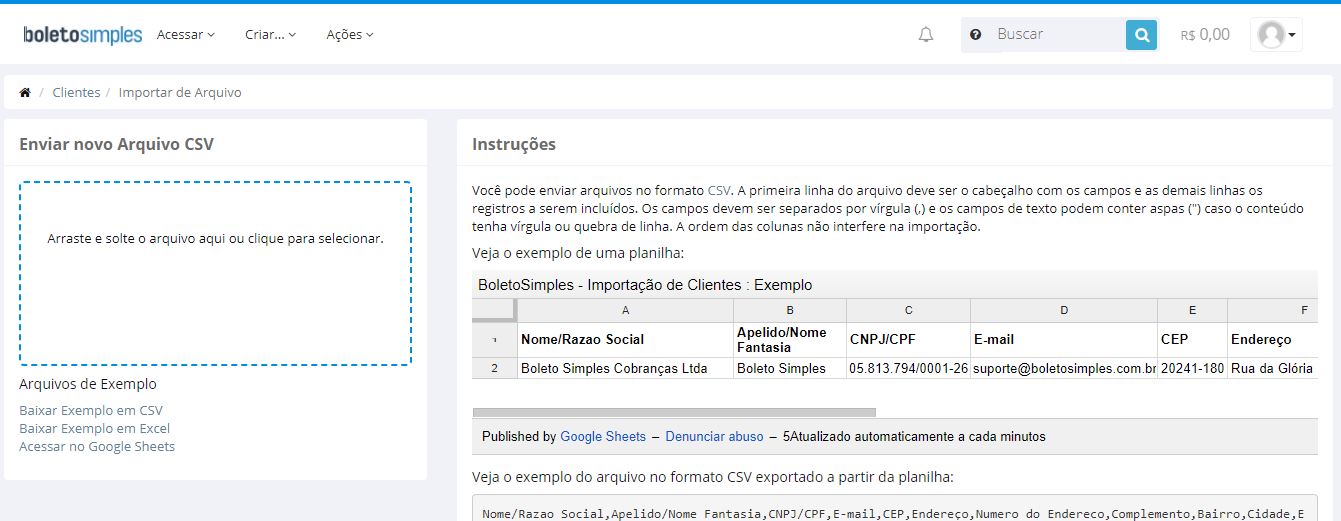 boletosimples Acessar Criar... Ações Buscar R$ 0,00
/ Clientes / Importar de Arquivo
Enviar novo Arquivo CSV
Arraste e solte o arquivo aqui ou clique para selecionar.
Arquivos de Exemplo
Baixar Exemplo em CSV
Baixar Exemplo em Excel
Acessar no Google Sheets
Instruções
Você pode enviar arquivos no formato CSV. A primeira linha do arquivo deve ser o cabeçalho com os campos e as demais linhas os
registros a serem incluídos. Os campos devem ser separados por vírgula (,) e os campos de texto podem conter aspas (") caso o conteúdo
tenha vírgula ou quebra de linha. A ordem das colunas não interfere na importação.
Veja o exemplo de uma planilha:
BoletoSimples - Importação de Clientes : Exemplo
A B C D E F
1 Nome/Razao Social Apelido/Nome Fantasia CNPJ/CPF E-mail CEP Endereço
2 Boleto Simples Cobranças Ltda Boleto Simples 05.813.794/0001-26 suporte@boletosimples.com.br 20241-180 Rua da Glória
Published by Google Sheets – Denunciar abuso – 5Atualizado automaticamente a cada minutos
Veja o exemplo do arquivo no formato CSV exportado a partir da planilha:
Nome/Razao Social,Apelido/Nome Fantasia,CNPJ/CPF,E-mail,CEP,Endereço,Numero do Endereco,Complemento,Bairro,Cidade,E